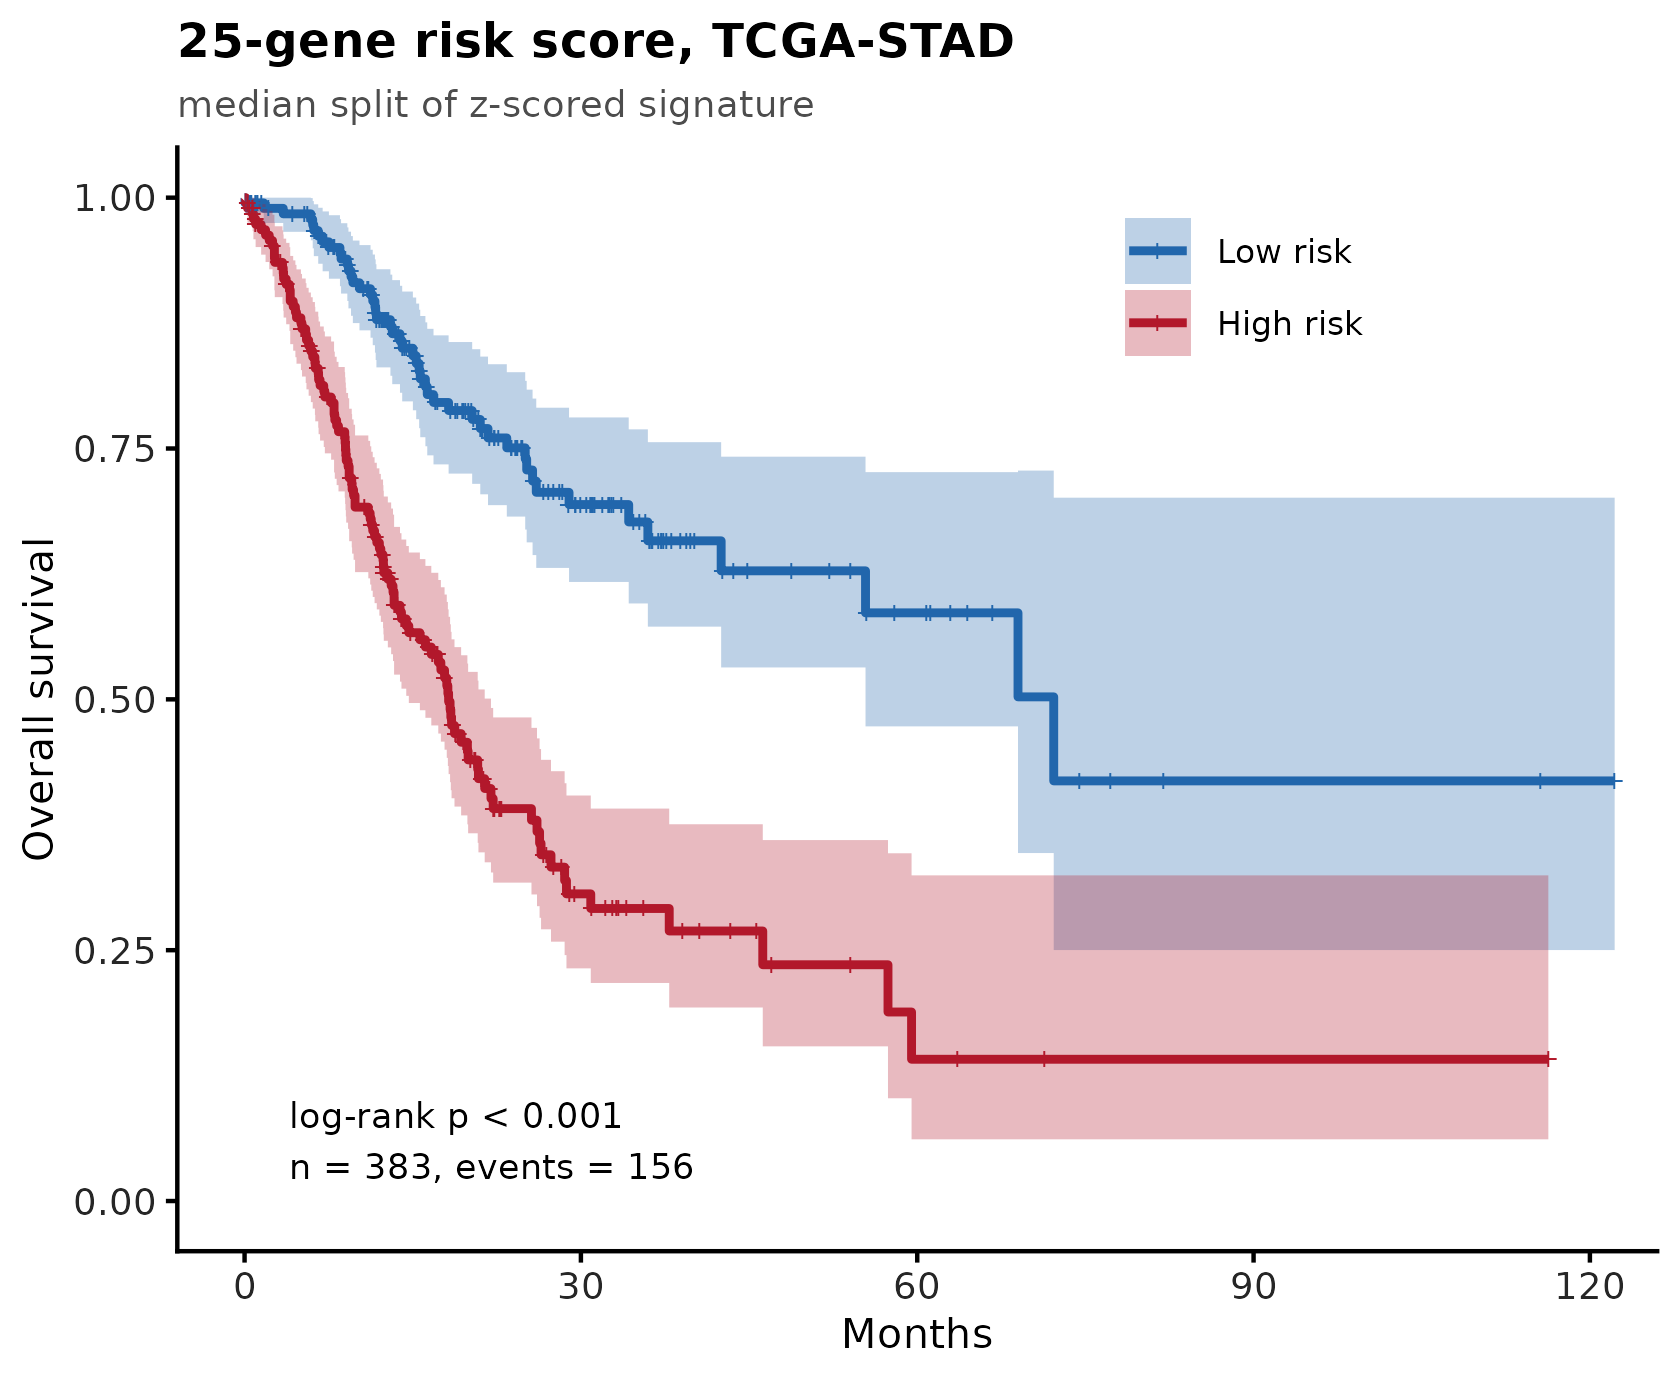 25-gene risk score, TCGA-STAD
median split of z-scored signature
Overall survival
1.00
0.75
0.50
0.25
0.00
Low risk
High risk
log-rank p < 0.001
n = 383, events = 156
0 30 60 90 120
Months